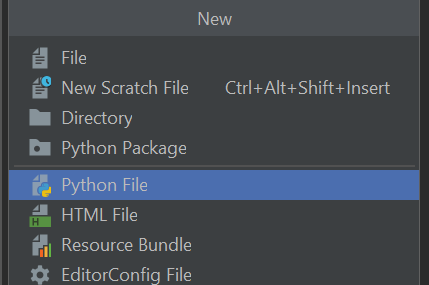 New
File
New Scratch File Ctrl+Alt+Shift+Insert
Directory
Python Package
Python File
H HTML File
Resource Bundle
EditorConfig File